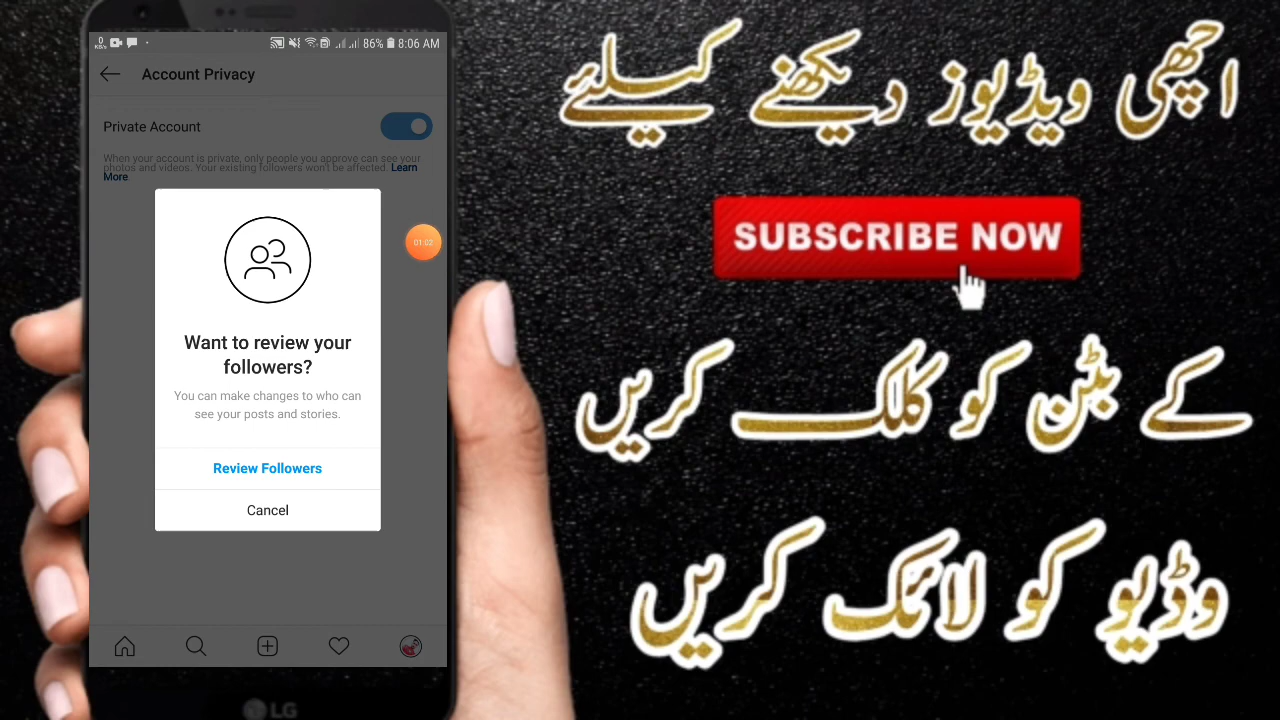 0
KB/s
86% 8:06 AM
Account Privacy
Private Account
When your account is private, only people you approve can see your
photos and videos. Your existing followers won't be affected. Learn
More.
01:02
Want to review your
followers?
You can make changes to who can
see your posts and stories.
Review Followers
Cancel
LG
اچھی ویڈیوز دیکھنے کیلئے
SUBSCRIBE NOW
کے بٹن کو کلک کریں
وڈیو کو لائک کریں